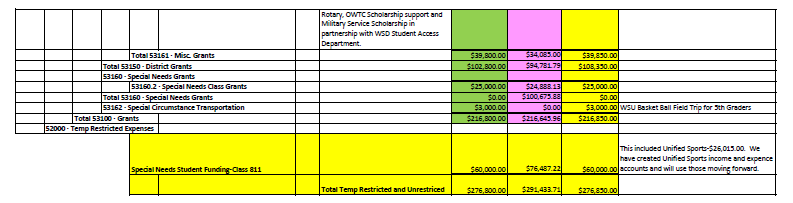 Rotary, OWTC Scholarship support and
Military Service Scholarship in
partnership with WSD Student Access
Department.
Total 53161 · Misc. Grants $39,800.00 $34,085.00 $39,850.00
Total 53150 · District Grants $102,800.00 $94,781.79 $108,350.00
53160 · Special Needs Grants
53160.2 · Special Needs Class Grants $25,000.00 $24,888.13 $25,000.00
Total 53160 · Special Needs Grants $0.00 $100,675.88 $0.00
53162 · Special Circumstance Transportation $3,000.00 $0.00 $3,000.00 WSU Basket Ball Field Trip for 5th Graders
Total 53100 · Grants $216,800.00 $216,645.96 $216,850.00
52000 · Temp Restricted Expenses
This included Unified Sports-$26,015.00. We
have created Unified Sports income and expence
Special Needs Student Funding-Class 811 $60,000.00 $76,487.22 $60,000.00 accounts and will use those moving forward.
Total Temp Restricted and Unrestriced $276,800.00 $291,433.71 $276,850.00